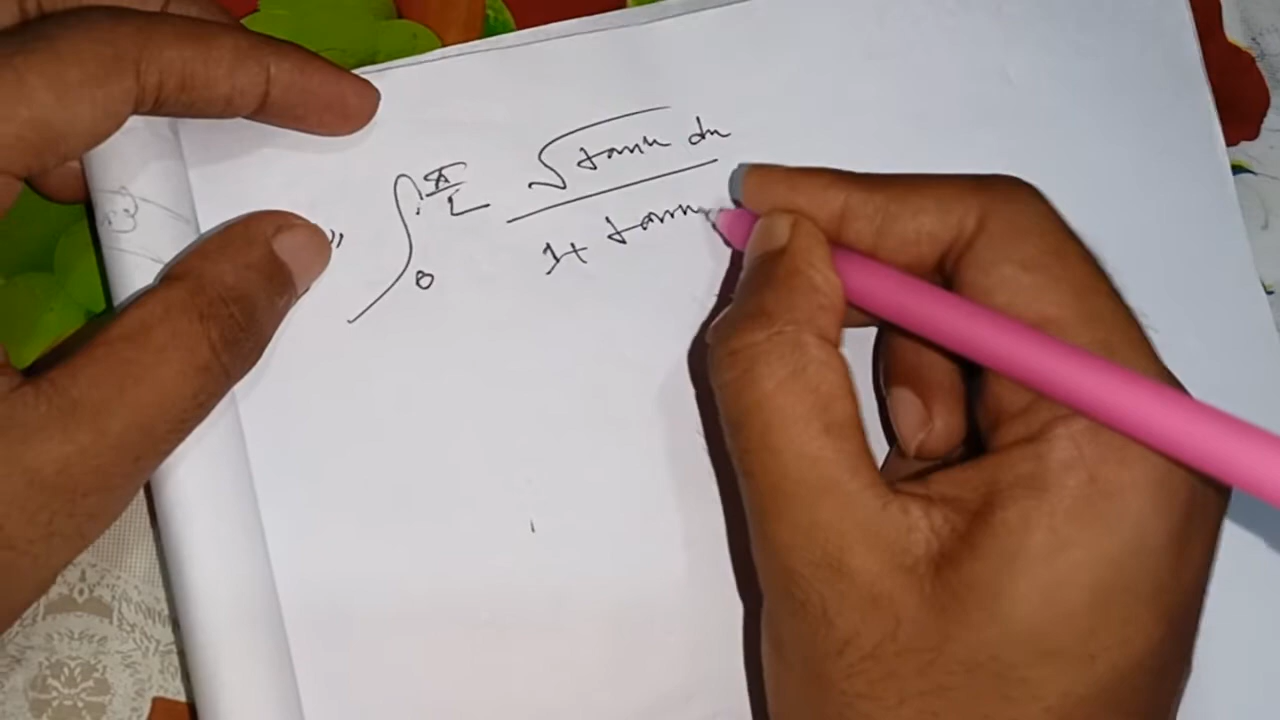 ∫₀^(π/2) √(tanx) dx / (1 + tanx